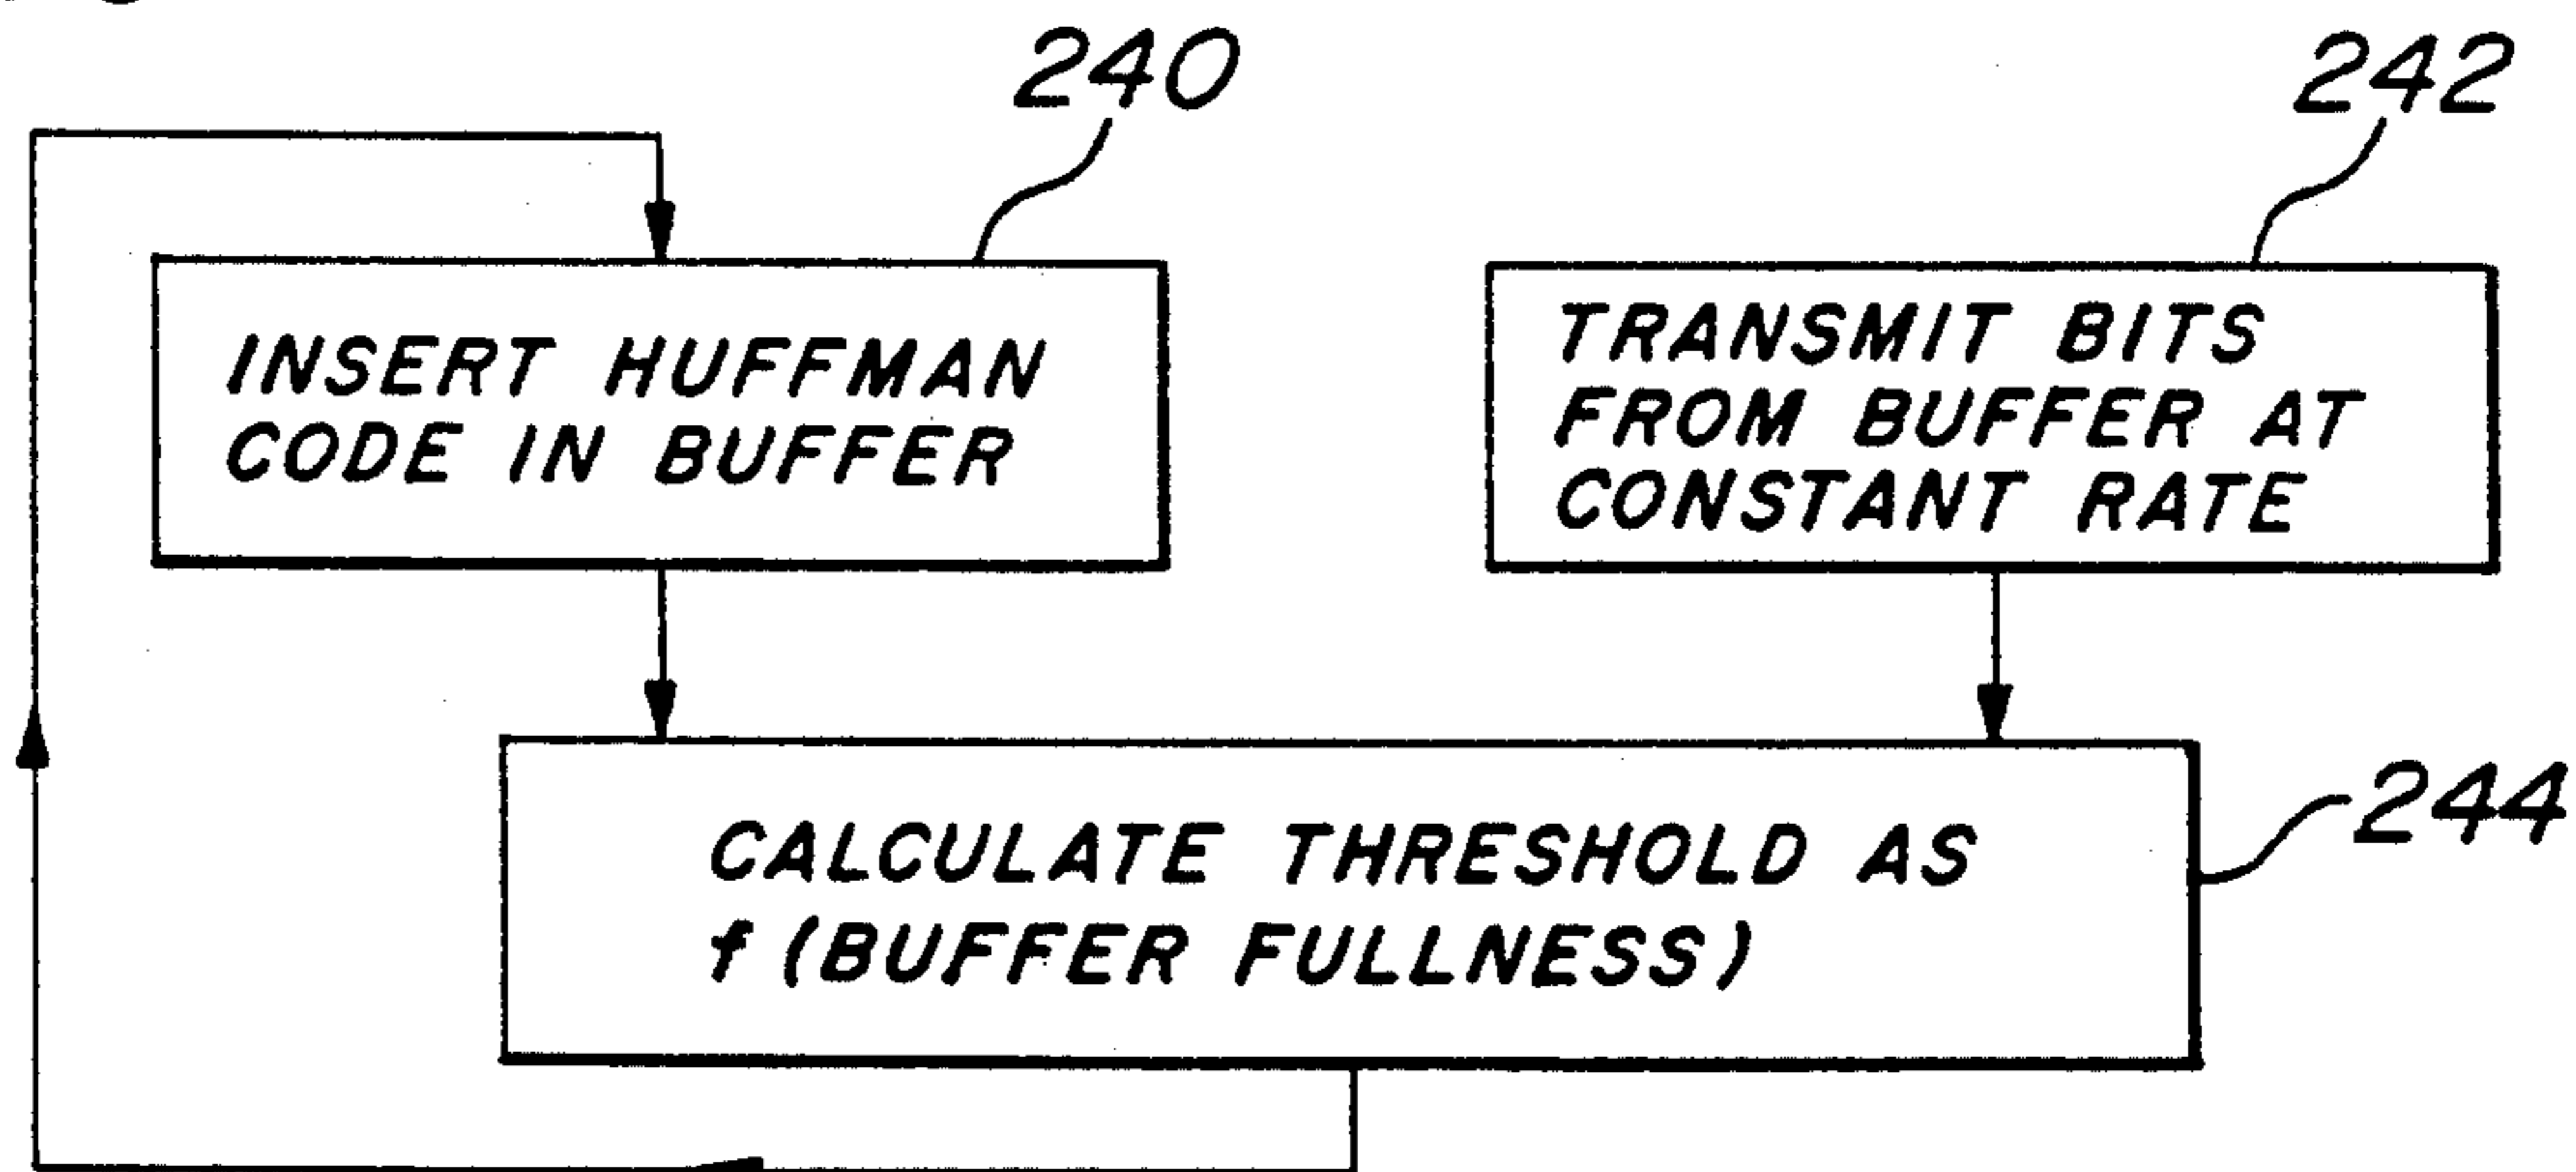 240
242
INSERT HUFFMAN
CODE IN BUFFER
TRANSMIT BITS
FROM BUFFER AT
CONSTANT RATE
CALCULATE THRESHOLD AS
f (BUFFER FULLNESS)
244